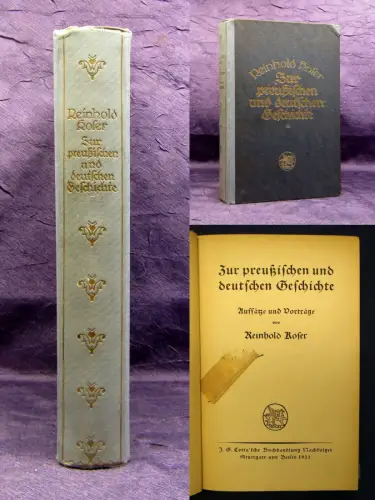 Reinhold
Koser
Zur
preußischen
und
deutschen
Geschichte
Reinhold Koser
Zur
preußischen
und deutschen
Geschichte
Zur preußischen und
deutschen Geschichte
Aufsätze und Vorträge
von
Reinhold Koser
J. G. Cotta'sche Buchhandlung Nachfolger
Stuttgart und Berlin 1921